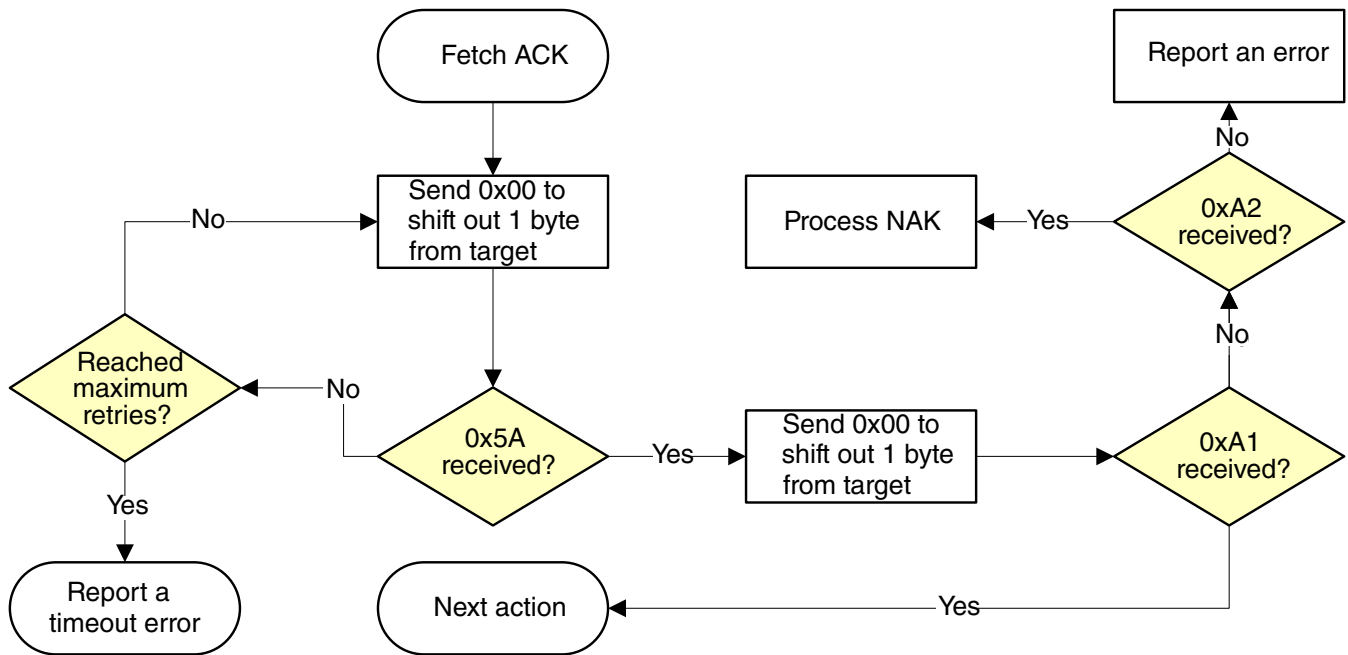 Fetch ACK
Report an error
No
Send 0x00 to
shift out 1 byte
from target
No
Process NAK
Yes
0xA2
received?
No
Reached
maximum
retries?
No
0x5A
received?
Yes
Send 0x00 to
shift out 1 byte
from target
0xA1
received?
Yes
Report a
timeout error
Next action
Yes